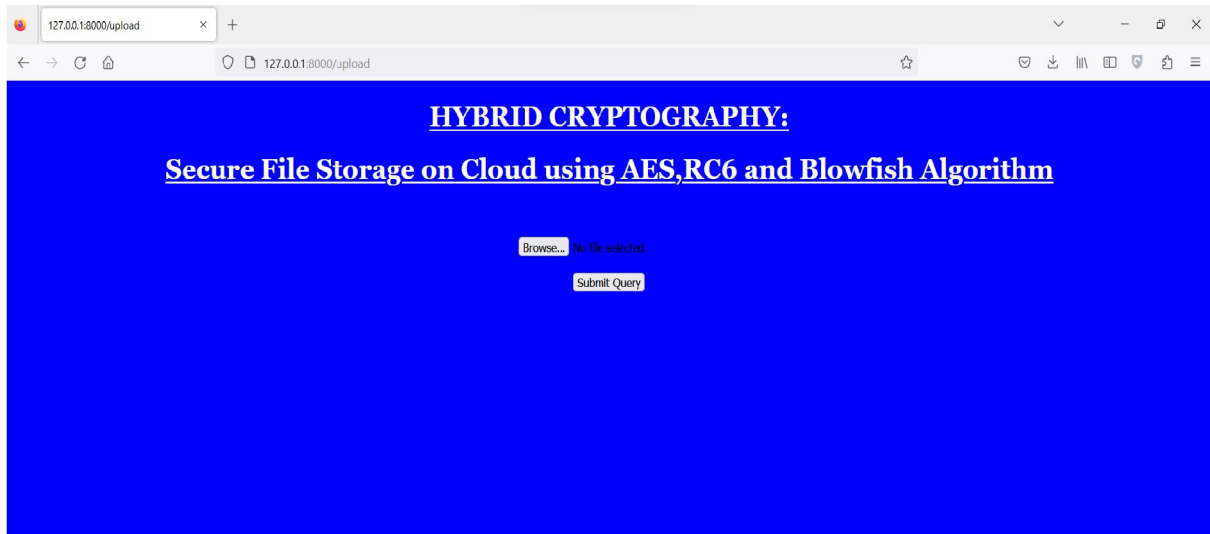 127.0.0.1:8000/upload
127.0.0.1:8000/upload
HYBRID CRYPTOGRAPHY:
Secure File Storage on Cloud using AES,RC6 and Blowfish Algorithm
Browse... No file selected.
Submit Query